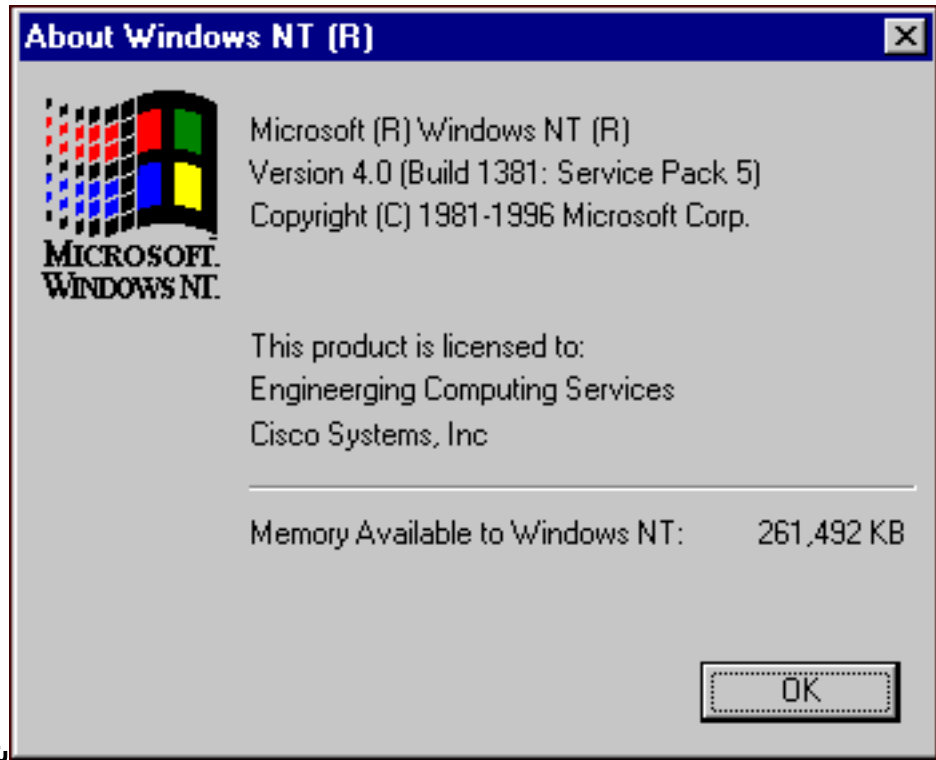 About Windows NT (R)
Microsoft (R) Windows NT (R)
Version 4.0 (Build 1381: Service Pack 5)
Copyright (C) 1981-1996 Microsoft Corp.
MICROSOFT.
WINDOWS NT.
This product is licensed to:
Engineerging Computing Services
Cisco Systems, Inc
Memory Available to Windows NT: 261,492 KB
OK